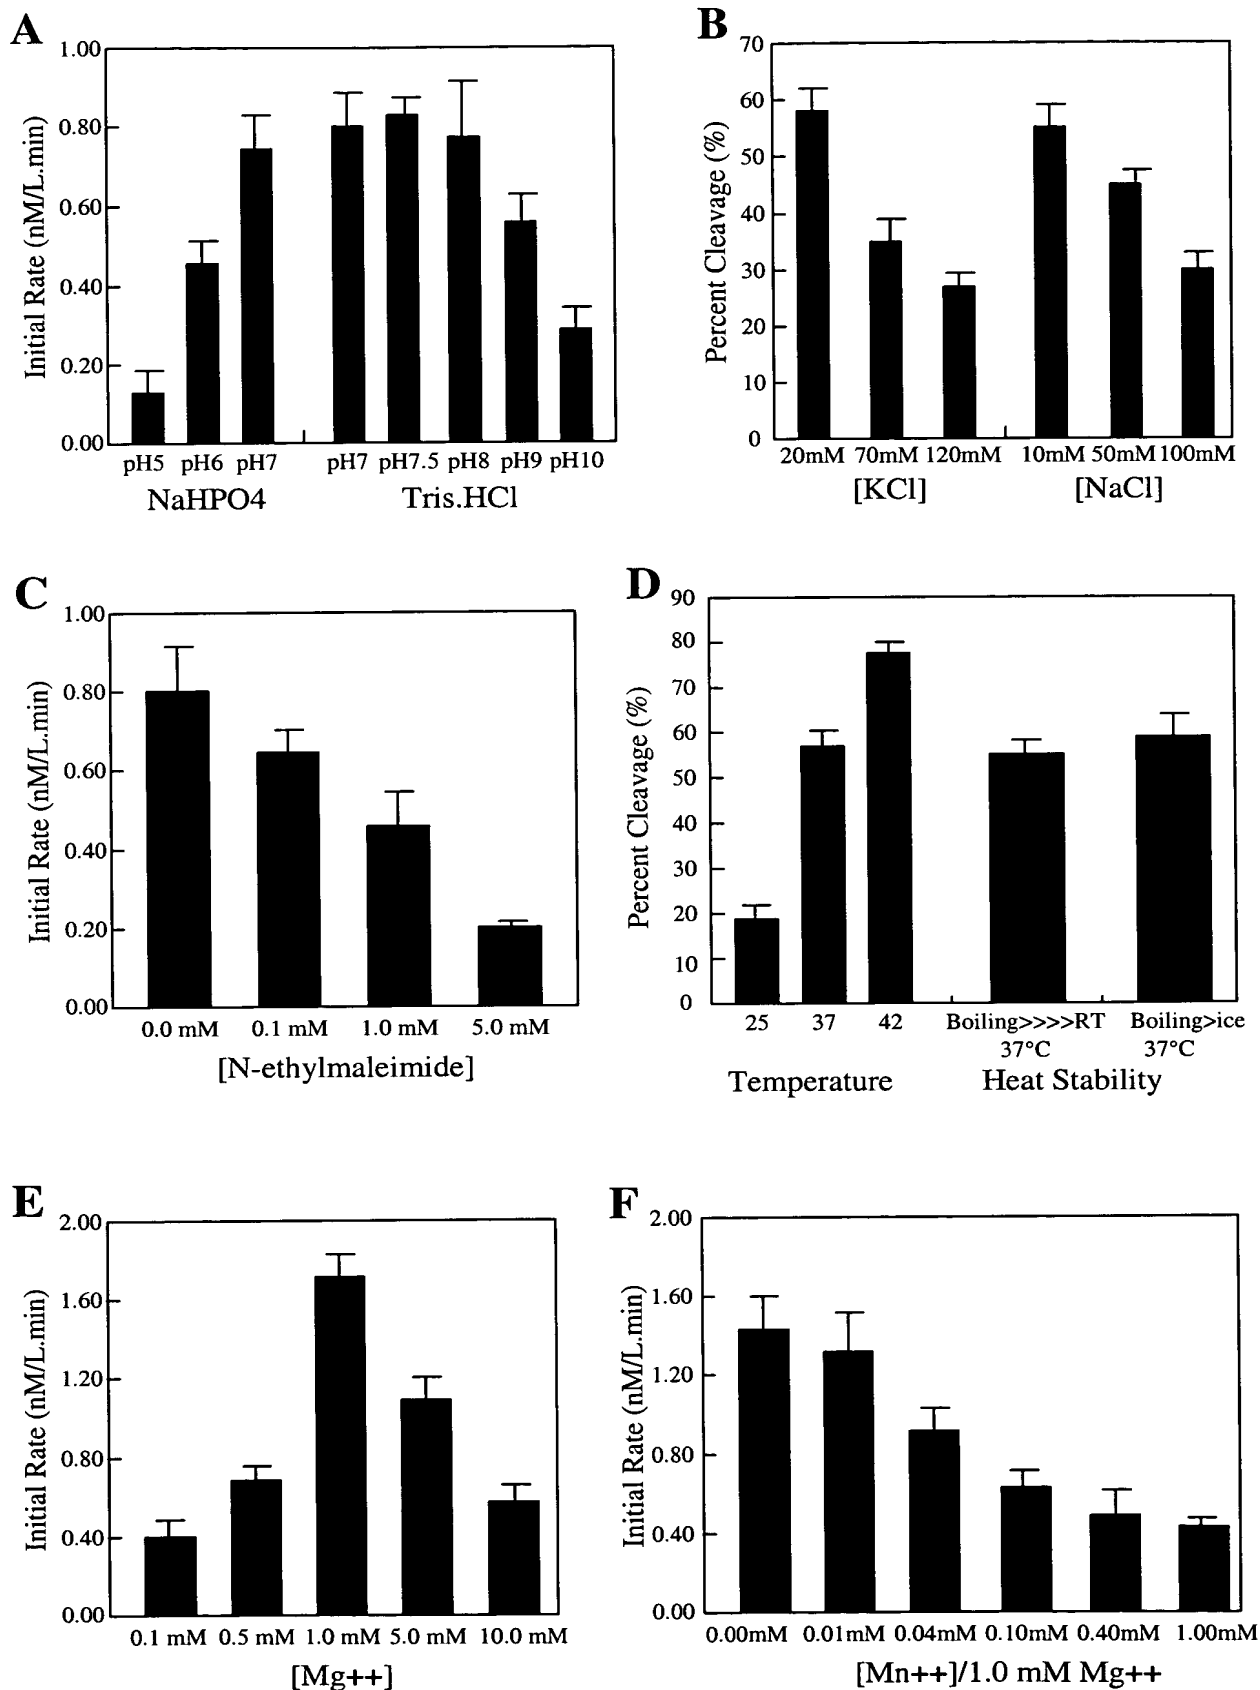 A
1.00
0.80
0.60
0.40
0.20
0.00
Initial Rate (nM/L.min)
pH5 pH6 pH7 pH7 pH7.5 pH8 pH9 pH10
NaHPO4 Tris.HCl
B
70
60
50
40
30
20
10
0
Percent Cleavage (%)
20mM 70mM 120mM 10mM 50mM 100mM
[KCl] [NaCl]
C
1.00
0.80
0.60
0.40
0.20
0.00
Initial Rate (nM/L.min)
0.0 mM 0.1 mM 1.0 mM 5.0 mM
[N-ethylmaleimide]
D
90
80
70
60
50
40
30
20
10
0
Percent Cleavage (%)
25 37 42 Boiling>>>>RT Boiling>ice
37°C 37°C
Temperature Heat Stability
E
2.00
1.60
1.20
0.80
0.40
0.00
Initial Rate (nM/L.min)
0.1 mM 0.5 mM 1.0 mM 5.0 mM 10.0 mM
[Mg++]
F
2.00
1.60
1.20
0.80
0.40
0.00
Initial Rate (nM/L.min)
0.00mM 0.01mM 0.04mM 0.10mM 0.40mM 1.00mM
[Mn++]/1.0 mM Mg++